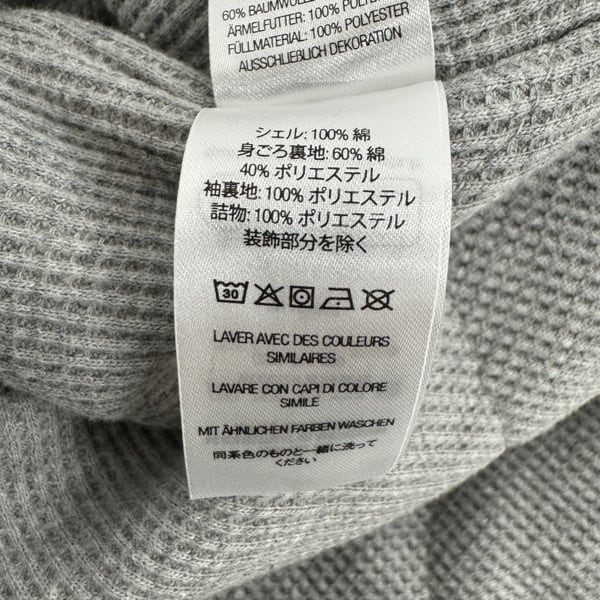 60% BAUMWOLLE
ÄRMELFUTTER: 100% POLYESTER
FÜLLMATERIAL: 100% POLYESTER
AUSSCHLIEßLICH DEKORATION
シェル: 100% 綿
身ごろ裏地: 60% 綿
40% ポリエステル
袖裏地: 100% ポリエステル
詰物: 100% ポリエステル
装飾部分を除く
30
LAVER AVEC DES COULEURS
SIMILAIRES
LAVARE CON CAPI DI COLORE
SIMILE
MIT ÄHNLICHEN FARBEN WASCHEN
同系色のものと一緒に洗って
ください